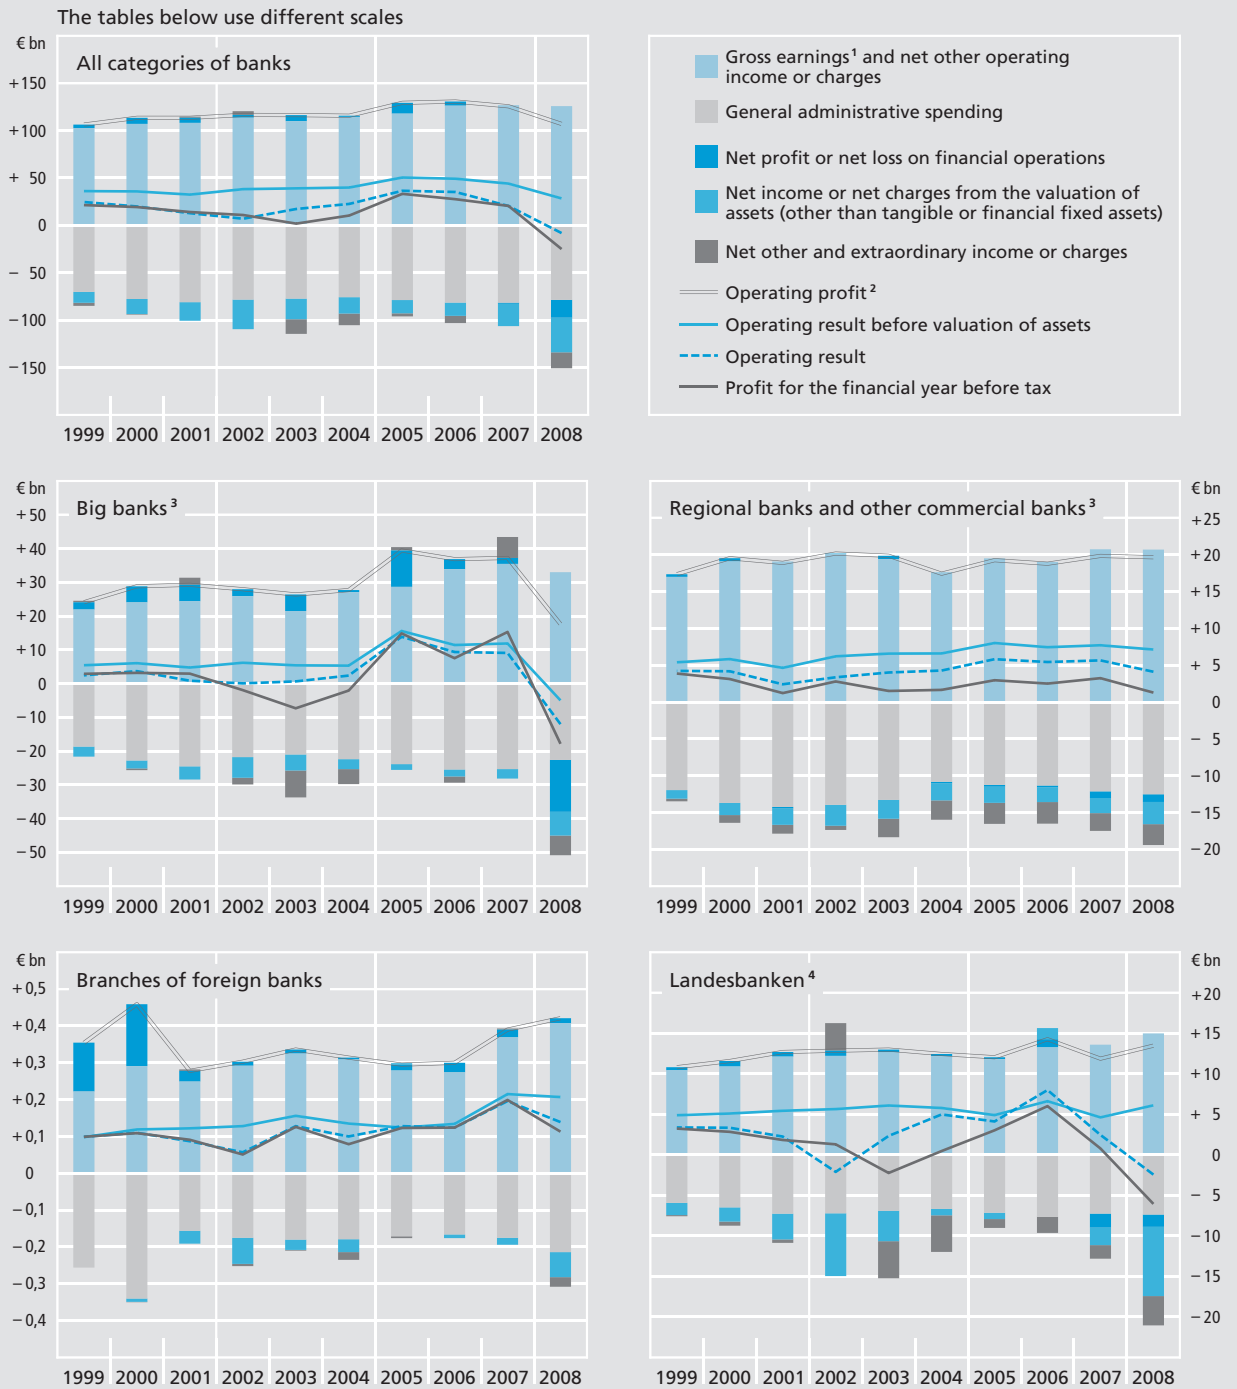 The tables below use different scales
€ bn
All categories of banks
+150
+100
+ 50
0
− 50
−100
−150
1999 2000 2001 2002 2003 2004 2005 2006 2007 2008
Gross earnings¹ and net other operating
income or charges
General administrative spending
Net profit or net loss on financial operations
Net income or net charges from the valuation of
assets (other than tangible or financial fixed assets)
Net other and extraordinary income or charges
Operating profit²
Operating result before valuation of assets
Operating result
Profit for the financial year before tax
€ bn
Big banks³
+50
+40
+30
+20
+10
0
−10
−20
−30
−40
−50
1999 2000 2001 2002 2003 2004 2005 2006 2007 2008
€ bn
Regional banks and other commercial banks³
+25
+20
+15
+10
+ 5
0
− 5
−10
−15
−20
1999 2000 2001 2002 2003 2004 2005 2006 2007 2008
€ bn
Branches of foreign banks
+0,5
+0,4
+0,3
+0,2
+0,1
0
−0,1
−0,2
−0,3
−0,4
1999 2000 2001 2002 2003 2004 2005 2006 2007 2008
€ bn
Landesbanken⁴
+20
+15
+10
+ 5
0
− 5
−10
−15
−20
1999 2000 2001 2002 2003 2004 2005 2006 2007 2008